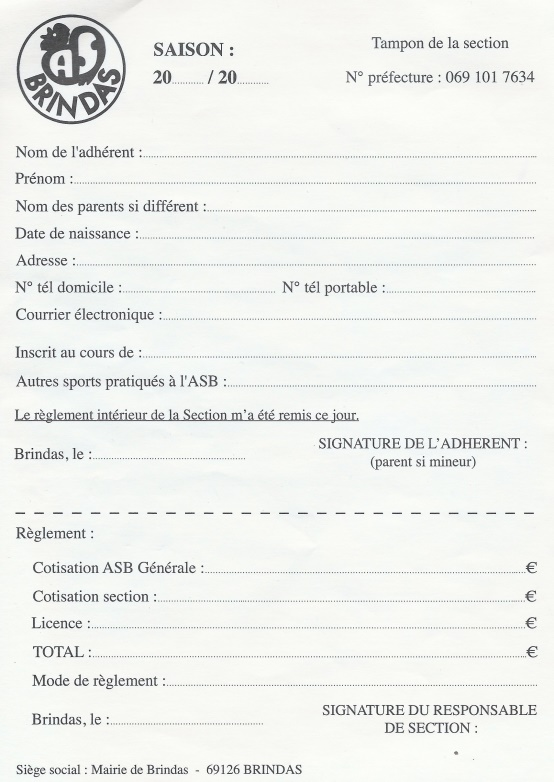 AS
BRINDAS
SAISON :
20.......... / 20..........
Tampon de la section
N° préfecture : 069 101 7634
Nom de l'adhérent :
Prénom :
Nom des parents si différent :
Date de naissance :
Adresse :
N° tél domicile : N° tél portable :
Courrier électronique :
Inscrit au cours de :
Autres sports pratiqués à l'ASB :
Le règlement intérieur de la Section m'a été remis ce jour.
Brindas, le :
SIGNATURE DE L'ADHERENT :
(parent si mineur)
Règlement :
Cotisation ASB Générale : €
Cotisation section : €
Licence : €
TOTAL : €
Mode de règlement :
Brindas, le :
SIGNATURE DU RESPONSABLE
DE SECTION :
Siège social : Mairie de Brindas - 69126 BRINDAS